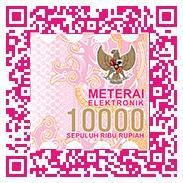 METERAI
ELEKTRONIK
10000
SEPULUH RIBU RUPIAH